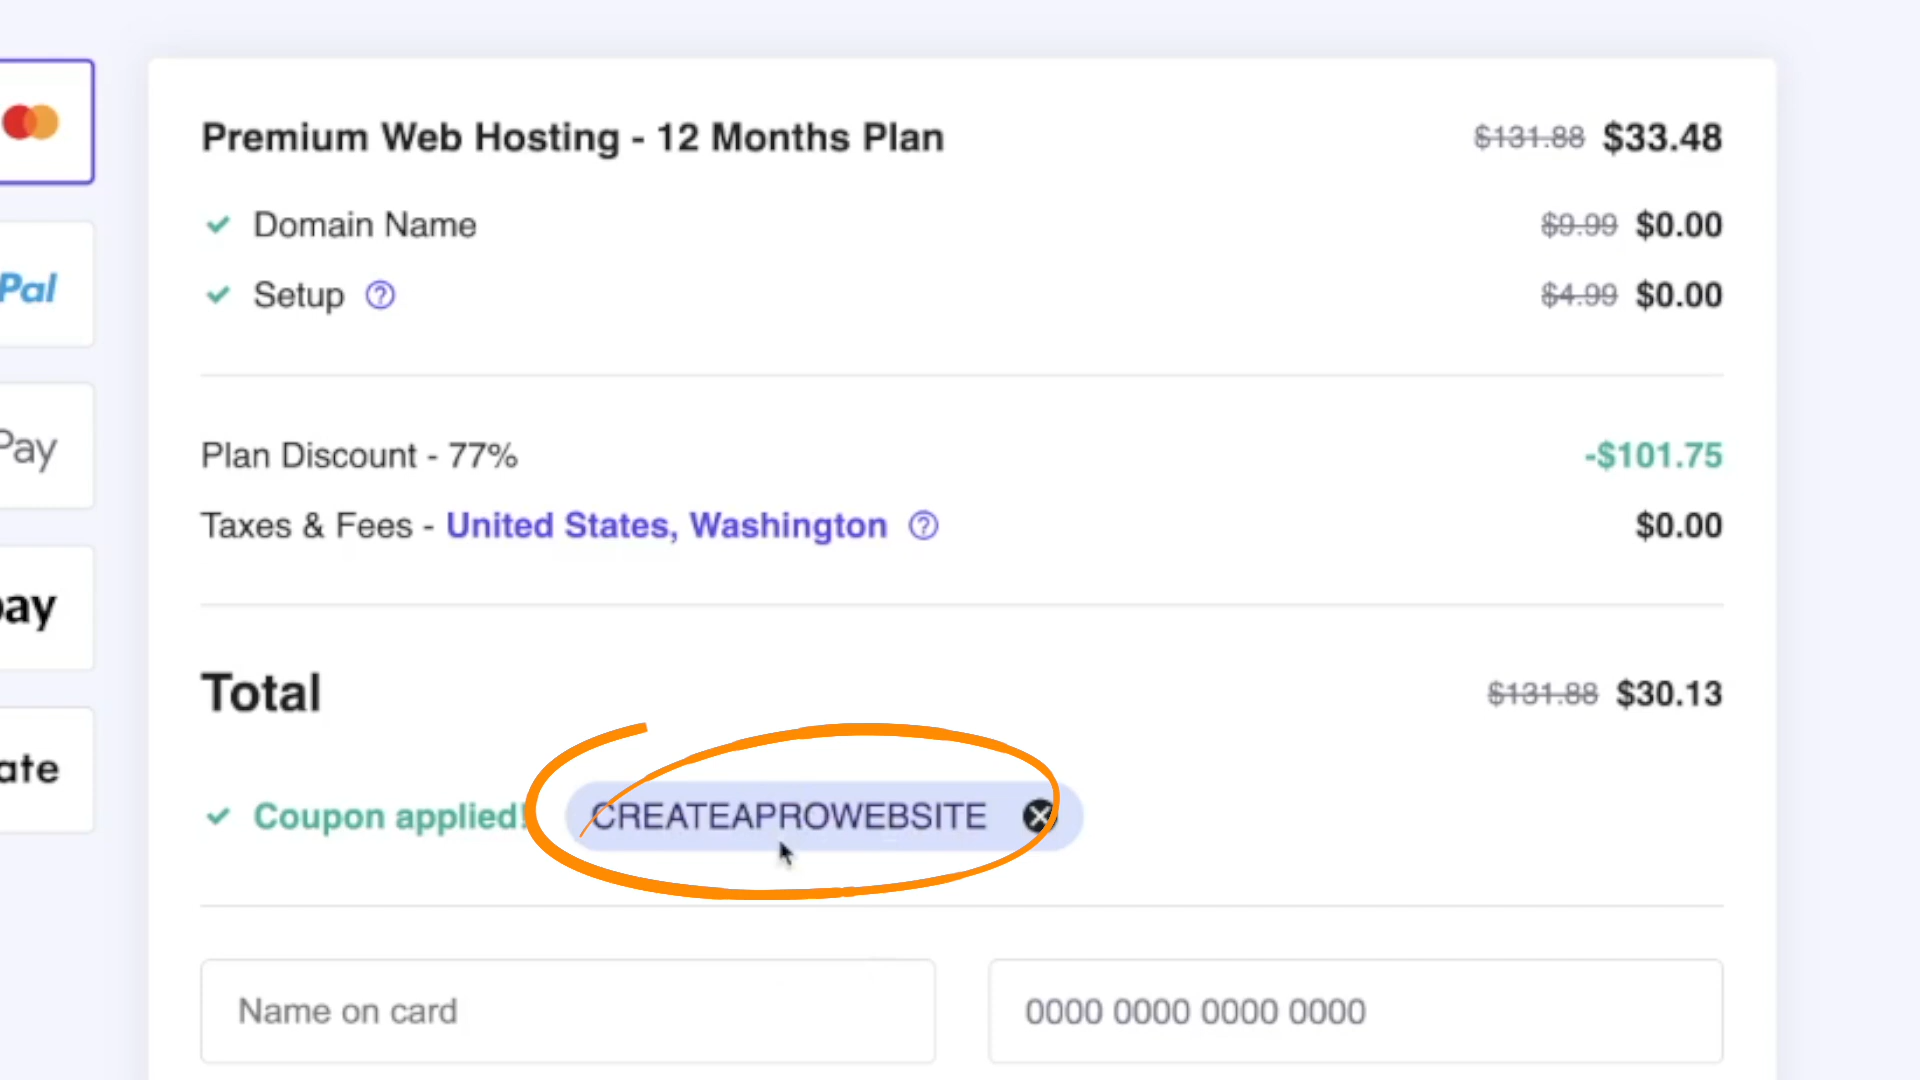 Premium Web Hosting - 12 Months Plan $131.88 $33.48
Domain Name $9.99 $0.00
Setup ? $4.99 $0.00
Pal
Plan Discount - 77% -$101.75
Pay
Taxes & Fees - United States, Washington ? $0.00
pay
Total $131.88 $30.13
ate
Coupon applied! CREATEAPROWEBSITE
Name on card 0000 0000 0000 0000